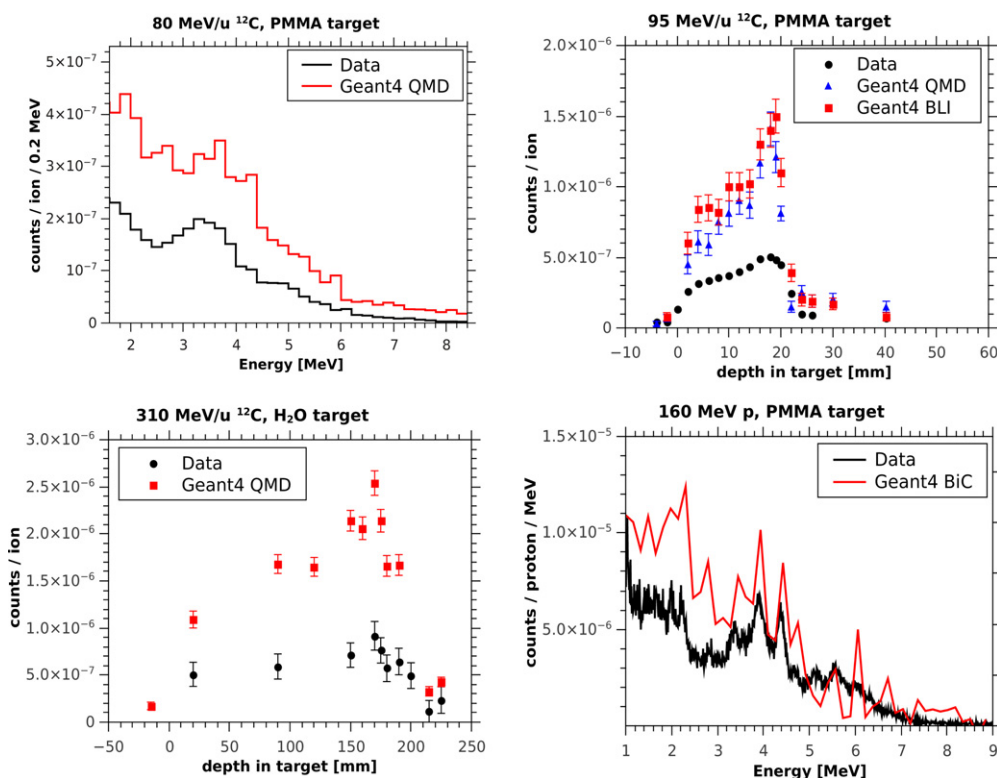 80 MeV/u ¹²C, PMMA target
5×10⁻⁷
4×10⁻⁷
3×10⁻⁷
2×10⁻⁷
10⁻⁷
0
counts / ion / 0.2 MeV
Data
Geant4 QMD
2 3 4 5 6 7 8
Energy [MeV]
95 MeV/u ¹²C, PMMA target
2.0×10⁻⁶
1.5×10⁻⁶
1.0×10⁻⁶
5.0×10⁻⁷
0
counts / ion
Data
Geant4 QMD
Geant4 BLI
−10 0 10 20 30 40 50 60
depth in target [mm]
310 MeV/u ¹²C, H₂O target
3.0×10⁻⁶
2.5×10⁻⁶
2.0×10⁻⁶
1.5×10⁻⁶
1.0×10⁻⁶
5.0×10⁻⁷
0
counts / ion
Data
Geant4 QMD
−50 0 50 100 150 200 250
depth in target [mm]
160 MeV p, PMMA target
1.5×10⁻⁵
1.0×10⁻⁵
5.0×10⁻⁶
counts / proton / MeV
Data
Geant4 BiC
1 2 3 4 5 6 7 8 9
Energy [MeV]